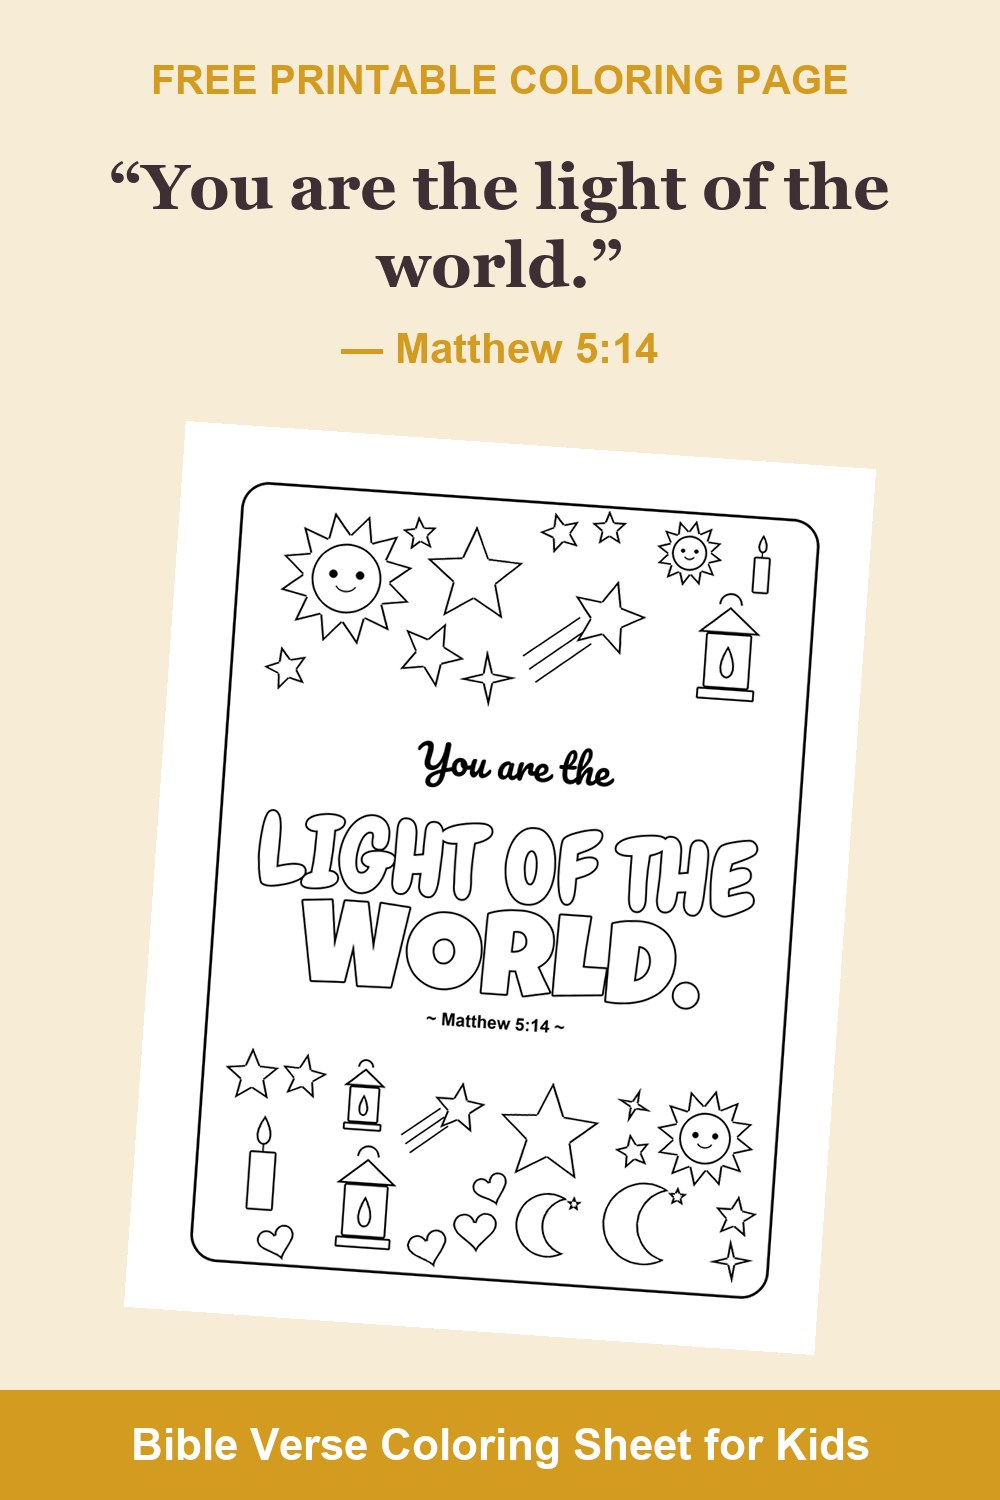 FREE PRINTABLE COLORING PAGE
“You are the light of the
world.”
— Matthew 5:14
You are the
LIGHT OF THE
WORLD.
~ Matthew 5:14 ~
Bible Verse Coloring Sheet for Kids